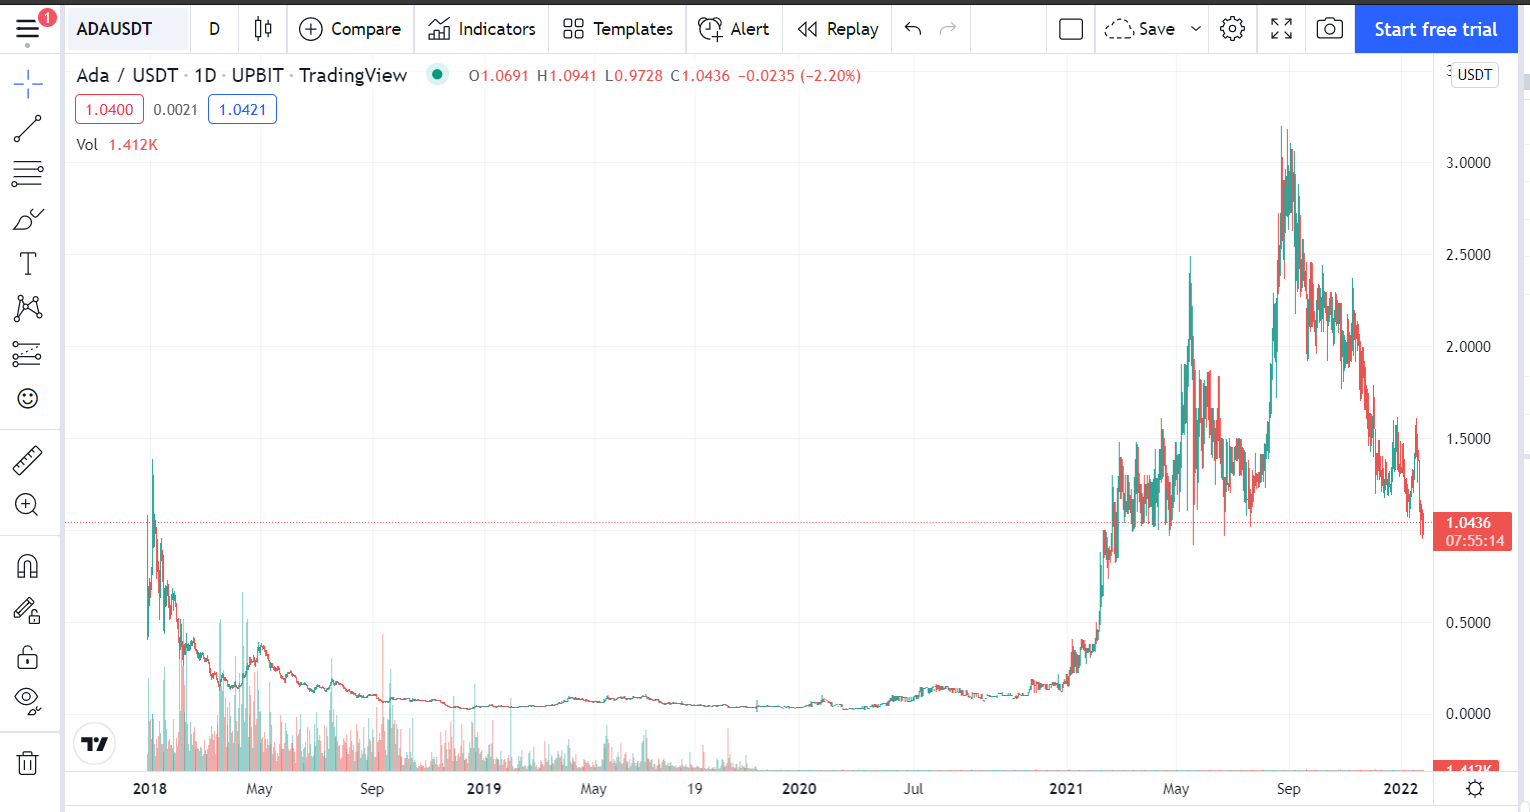 1
ADAUSDT D Compare Indicators Templates Alert Replay Save Start free trial
Ada / USDT · 1D · UPBIT · TradingView O1.0691 H1.0941 L0.9728 C1.0436 −0.0235 (−2.20%)
USDT
1.0400 0.0021 1.0421
Vol 1.412K
3.0000
2.5000
2.0000
1.5000
1.0436
07:55:14
0.5000
0.0000
1.412K
2018 May Sep 2019 May 19 2020 Jul 2021 May Sep 2022